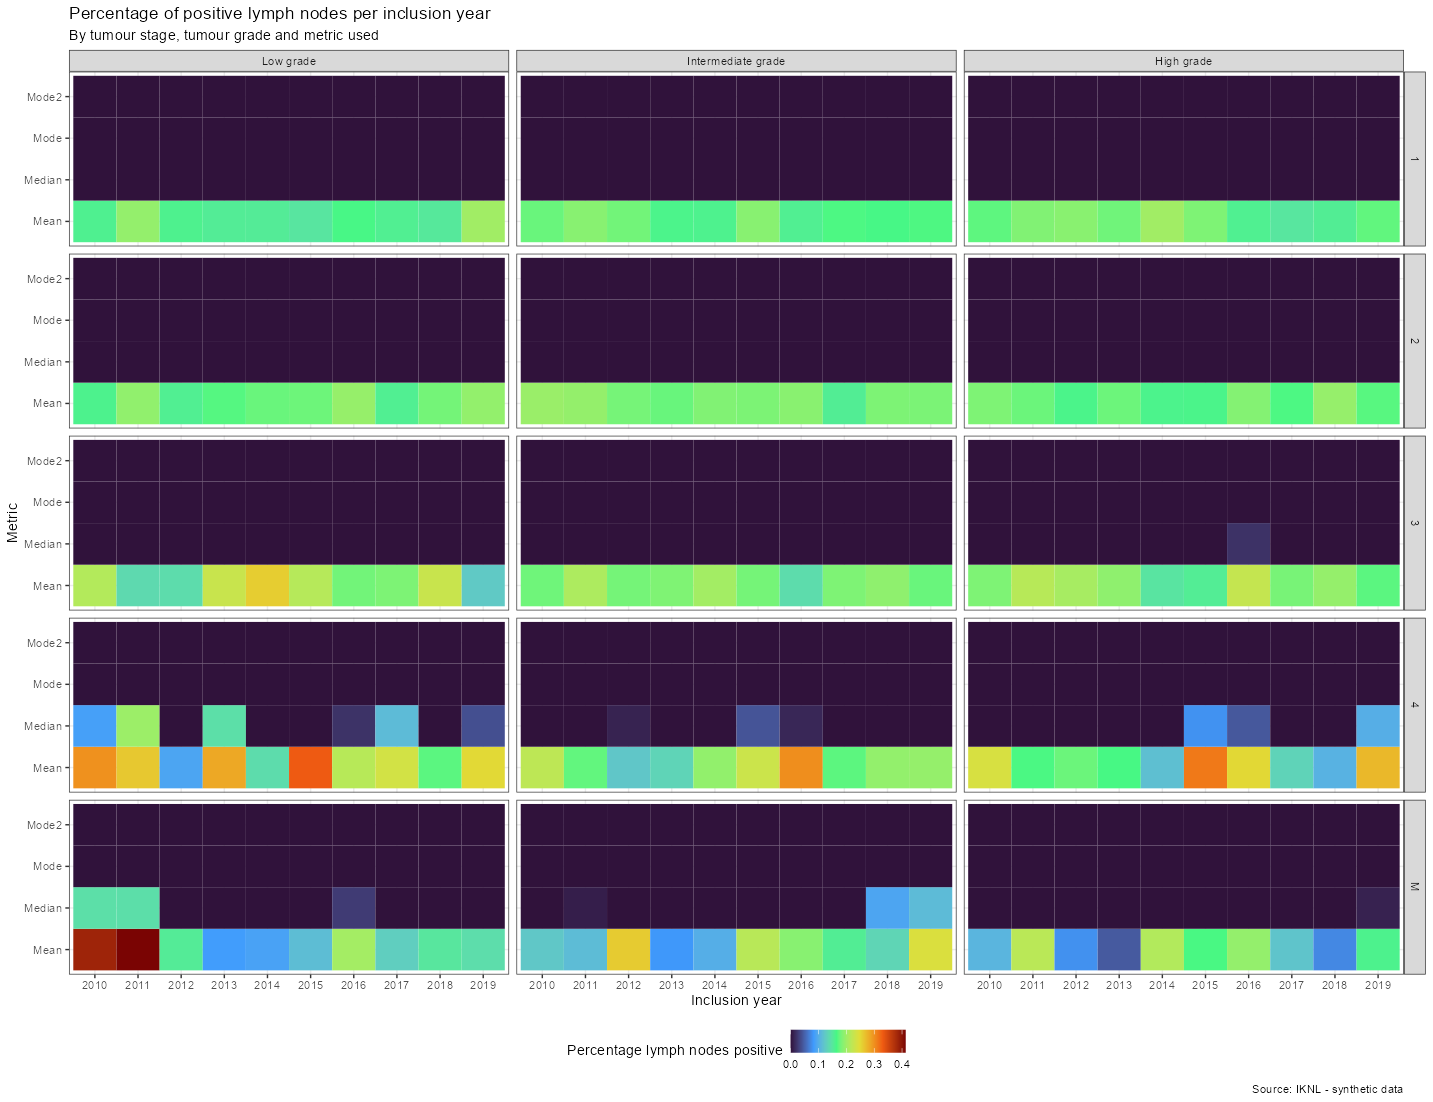 Percentage of positive lymph nodes per inclusion year
By tumour stage, tumour grade and metric used
Low grade
Intermediate grade
High grade
Mode2
Mode
Median
Mean
1
Mode2
Mode
Median
Mean
2
Metric
Mode2
Mode
Median
Mean
3
Mode2
Mode
Median
Mean
4
Mode2
Mode
Median
Mean
M
2010 2011 2012 2013 2014 2015 2016 2017 2018 2019
2010 2011 2012 2013 2014 2015 2016 2017 2018 2019
2010 2011 2012 2013 2014 2015 2016 2017 2018 2019
Inclusion year
Percentage lymph nodes positive
0.0 0.1 0.2 0.3 0.4
Source: IKNL - synthetic data